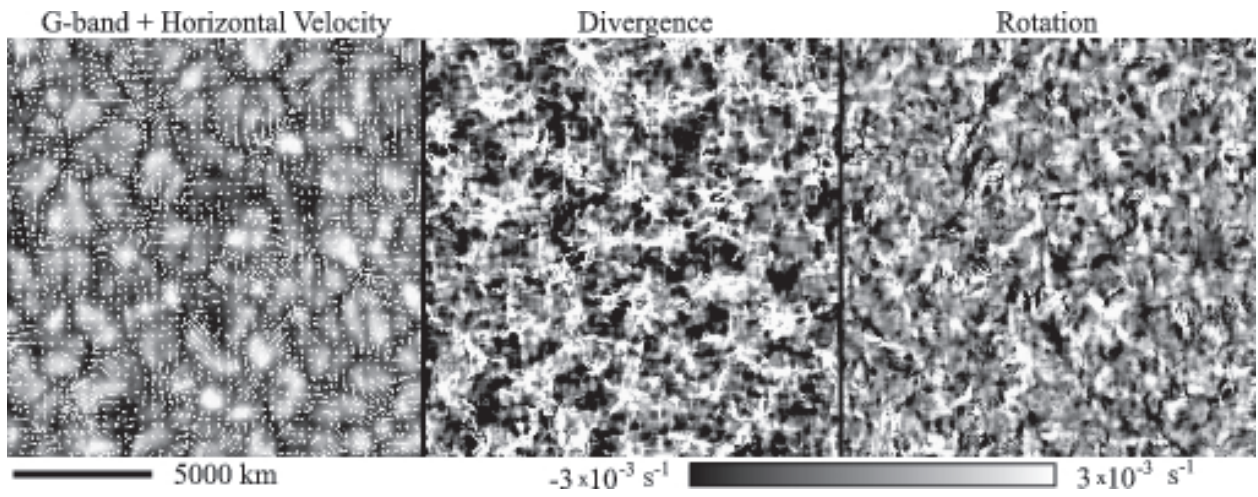 G-band + Horizontal Velocity Divergence Rotation
5000 km -3 x10⁻³ s⁻¹ 3 x10⁻³ s⁻¹